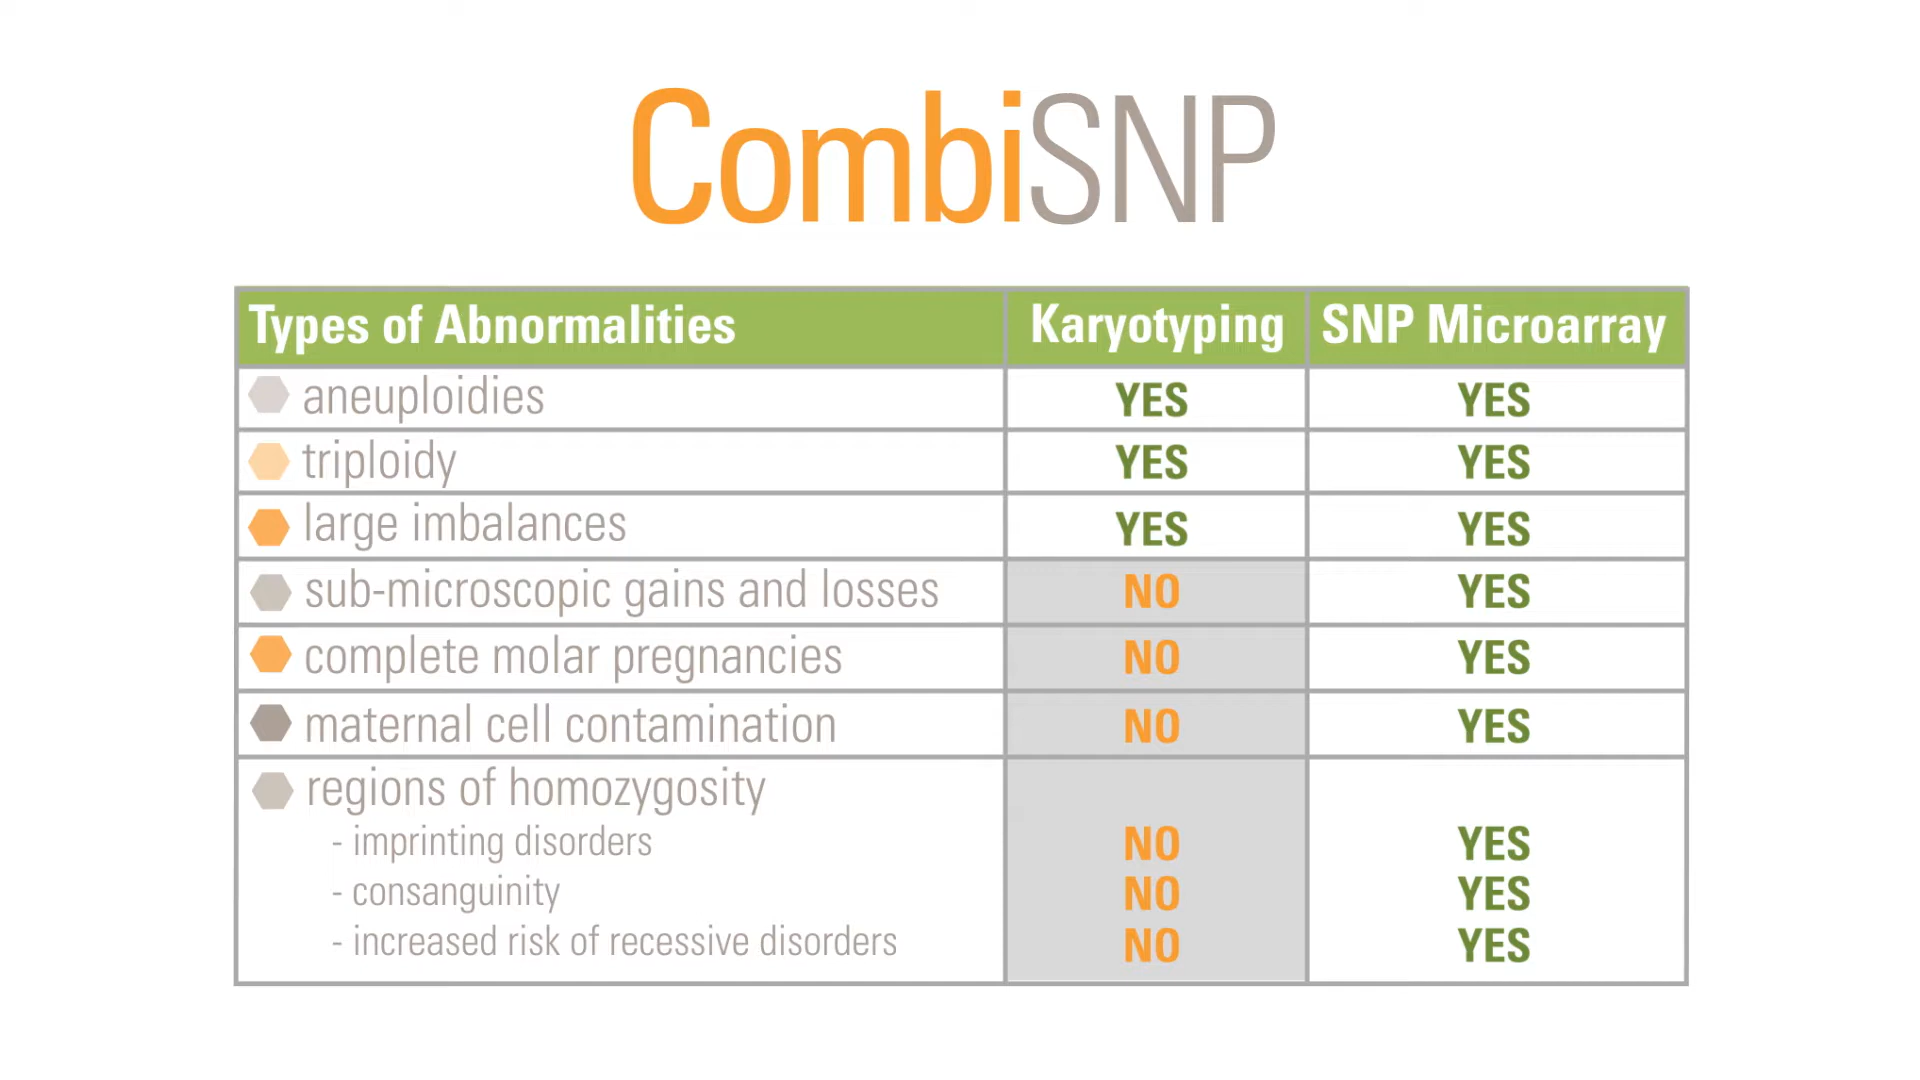 CombiSNP
Types of Abnormalities Karyotyping SNP Microarray
aneuploidies YES YES
triploidy YES YES
large imbalances YES YES
sub-microscopic gains and losses NO YES
complete molar pregnancies NO YES
maternal cell contamination NO YES
regions of homozygosity
- imprinting disorders NO YES
- consanguinity NO YES
- increased risk of recessive disorders NO YES